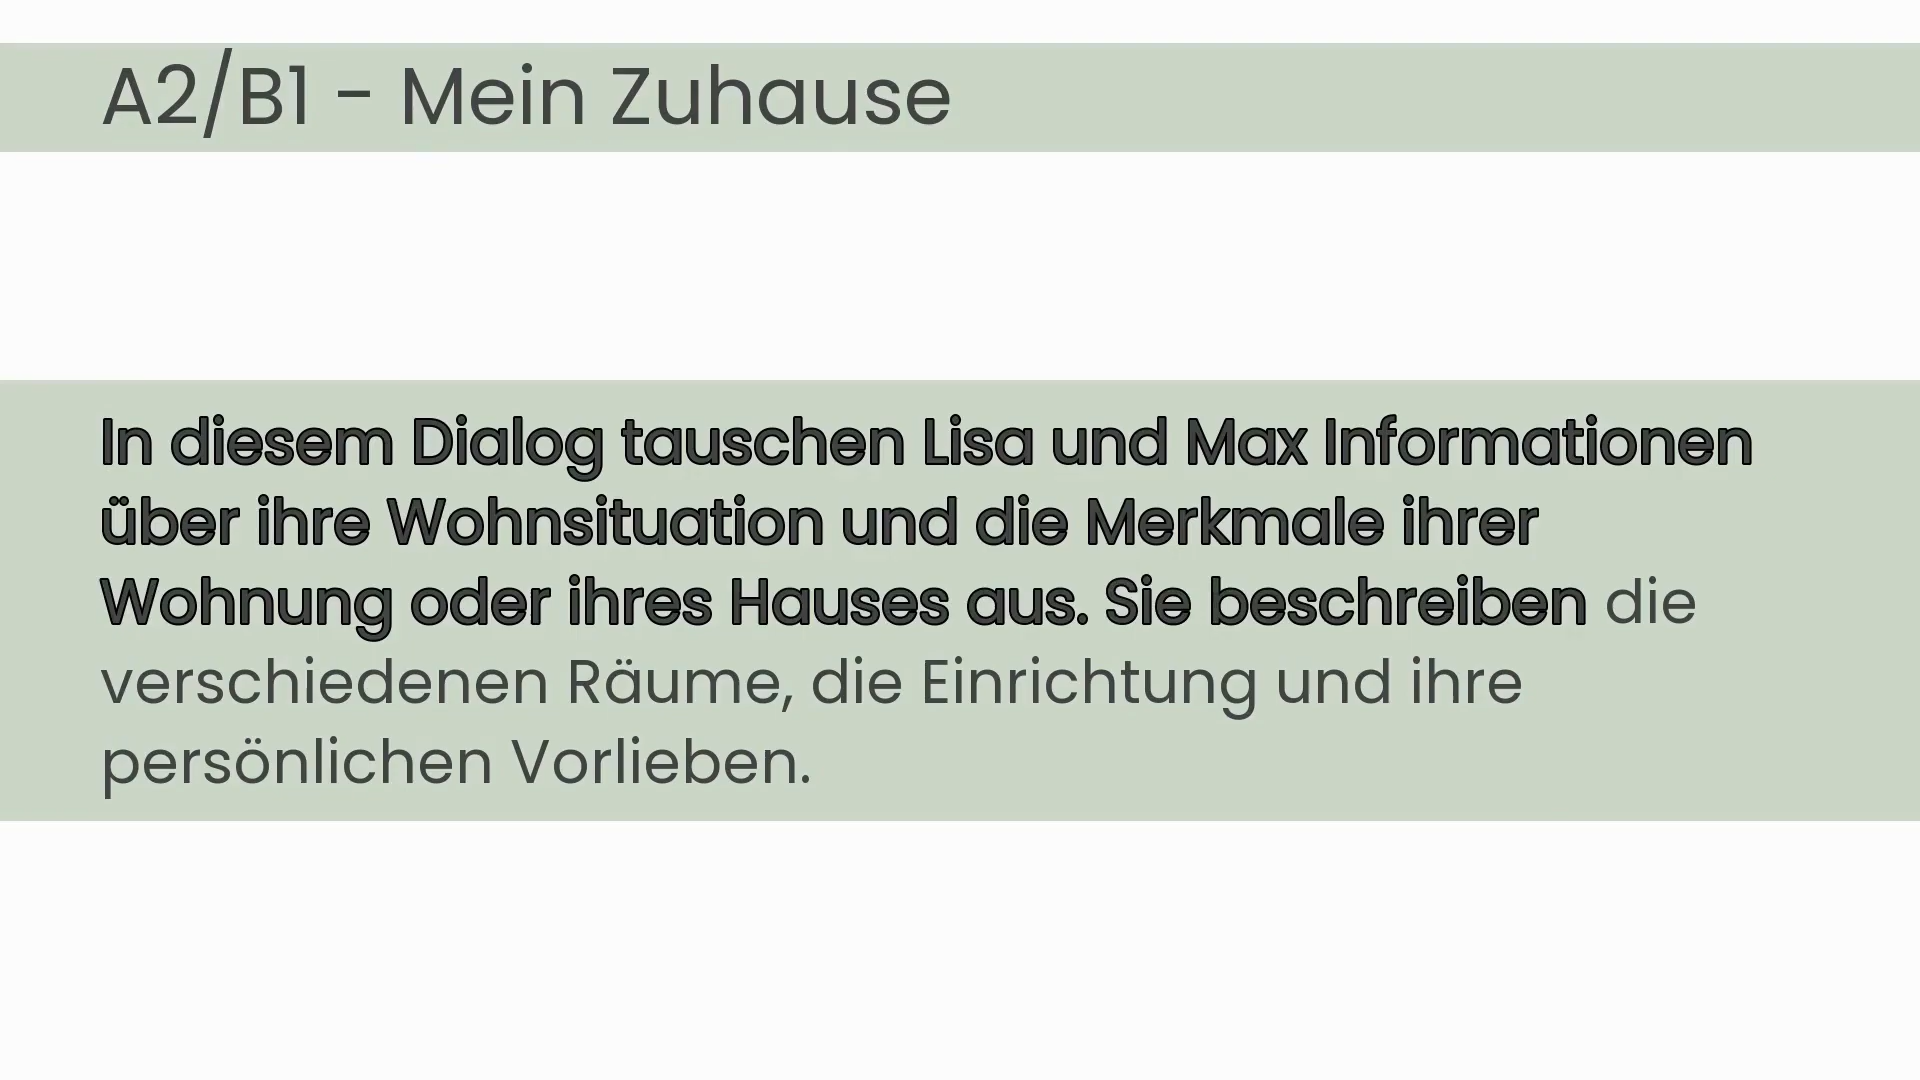 A2/B1 - Mein Zuhause
In diesem Dialog tauschen Lisa und Max Informationen
über ihre Wohnsituation und die Merkmale ihrer
Wohnung oder ihres Hauses aus. Sie beschreiben die
verschiedenen Räume, die Einrichtung und ihre
persönlichen Vorlieben.